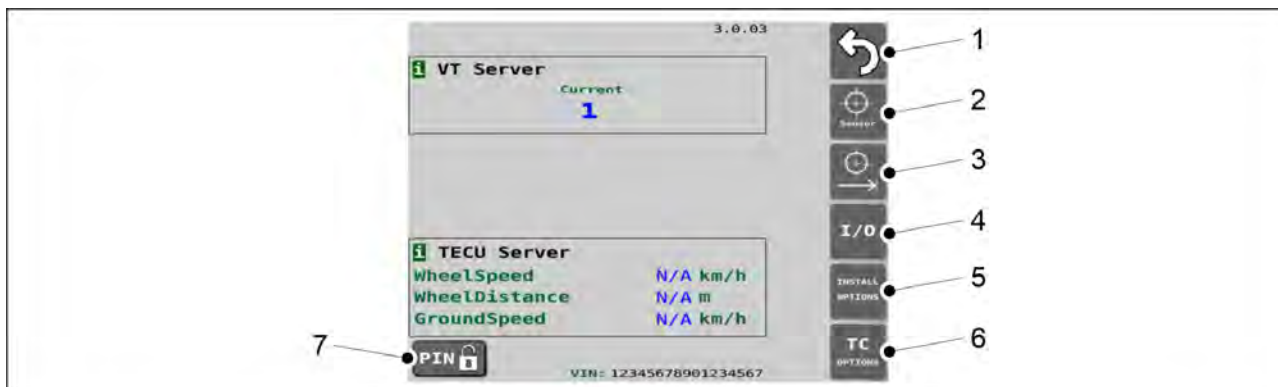 3.0.03
i VT Server
Current
1
i TECU Server
WheelSpeed N/A km/h
WheelDistance N/A m
GroundSpeed N/A km/h
PIN
VIN: 12345678901234567
Sensor
I/O
INSTALL
OPTIONS
TC
OPTIONS
1
2
3
4
5
6
7